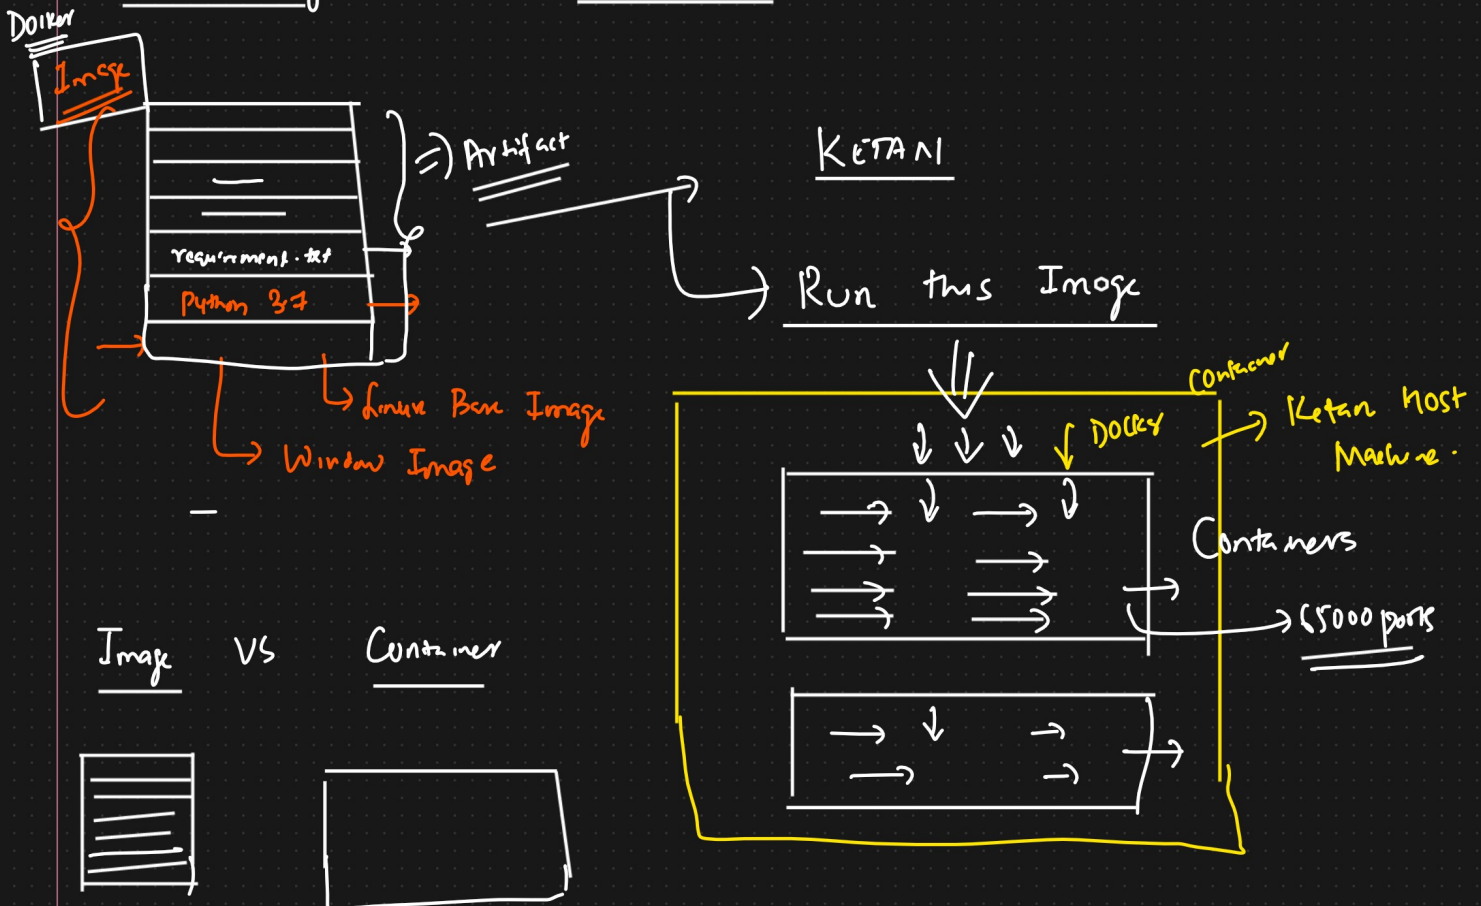 Docker
Image
Artifact
KETAN
requirement.txt
Python 3.7
Run this Image
Linux Base Image
Window Image
Container
Ketan Host
Machine.
Docker
Containers
65000 ports
Image VS Container